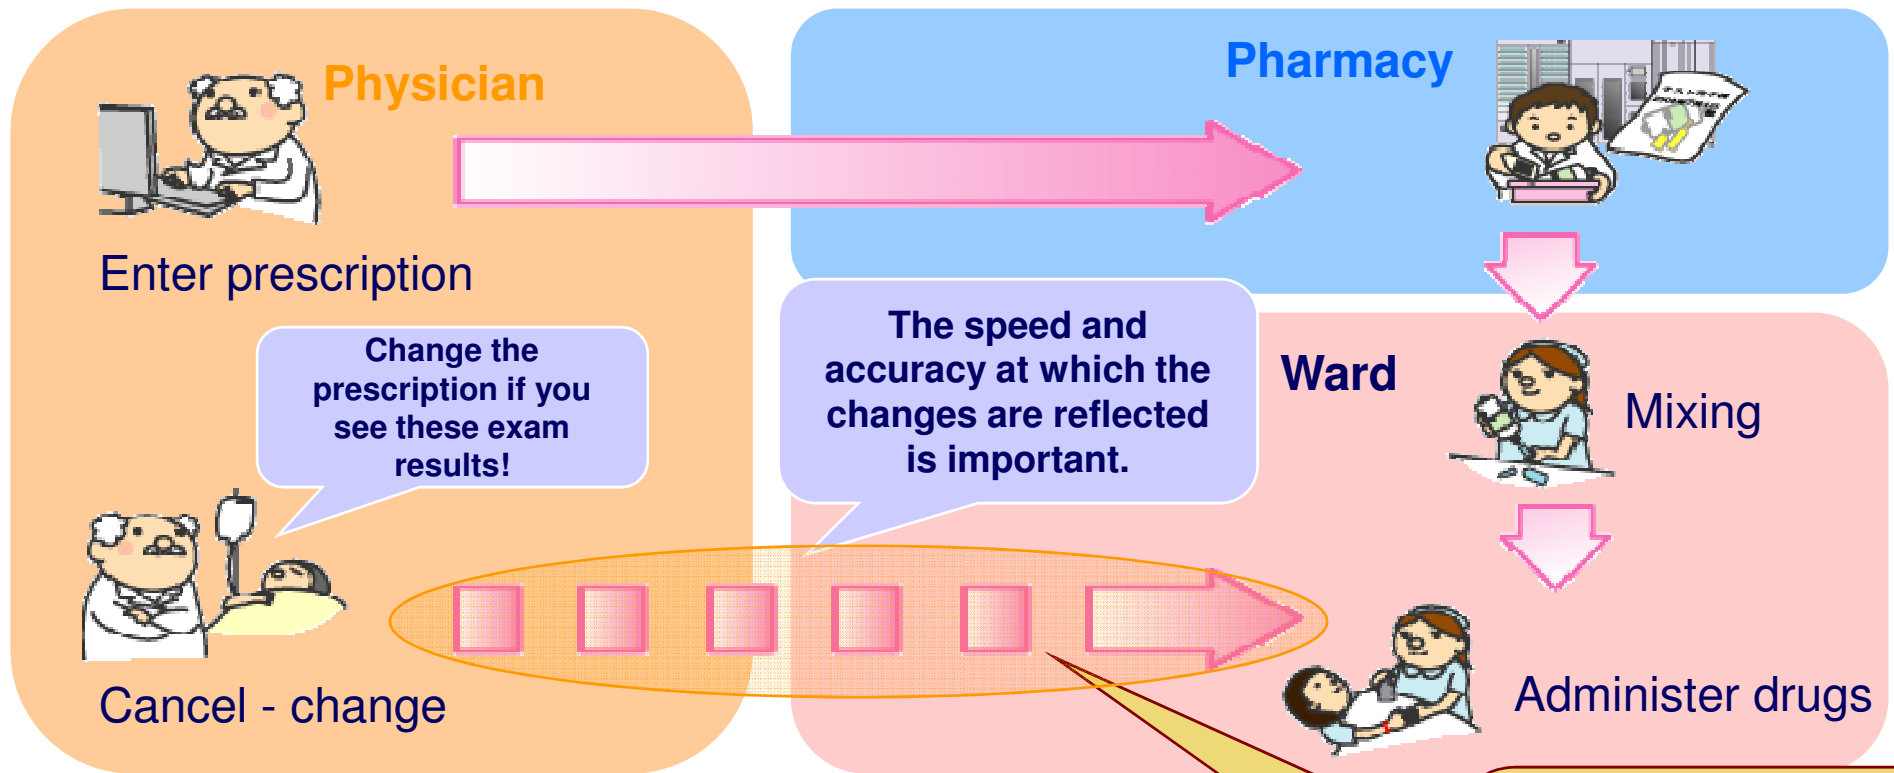 Physician
Pharmacy
Enter prescription
Change the
prescription if you
see these exam
results!
The speed and
accuracy at which the
changes are reflected
is important.
Ward
Mixing
Cancel - change
Administer drugs